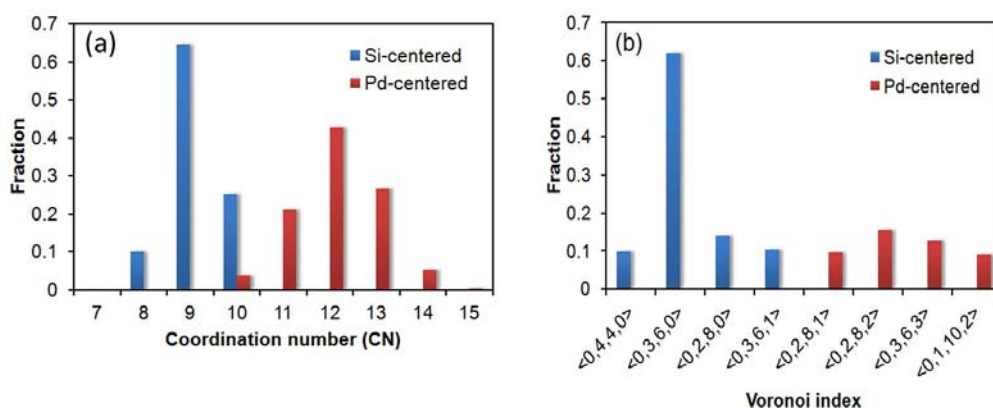 (a)
Si-centered
Pd-centered
Fraction
0.7
0.6
0.5
0.4
0.3
0.2
0.1
0
7 8 9 10 11 12 13 14 15
Coordination number (CN)
(b)
Si-centered
Pd-centered
Fraction
0.7
0.6
0.5
0.4
0.3
0.2
0.1
0
<0,4,4,0>
<0,3,6,0>
<0,2,8,0>
<0,3,6,1>
<0,2,8,1>
<0,2,8,2>
<0,3,6,3>
<0,1,10,2>
Voronoi index